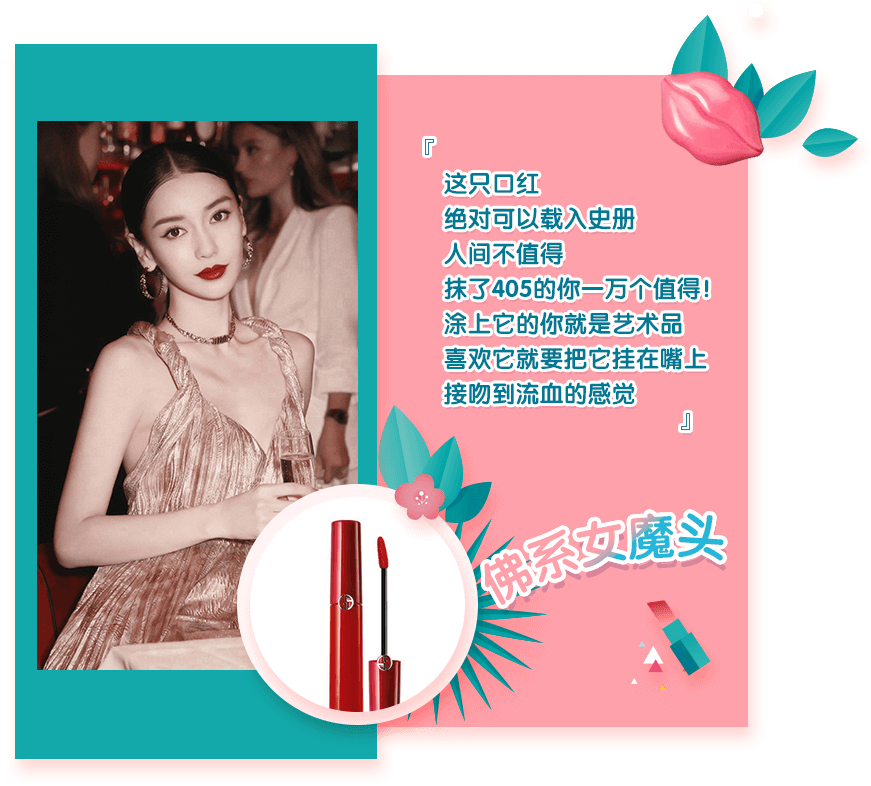 『
这只口红
绝对可以载入史册
人间不值得
抹了405的你一万个值得!
涂上它的你就是艺术品
喜欢它就要把它挂在嘴上
接吻到流血的感觉
』
佛系女魔头